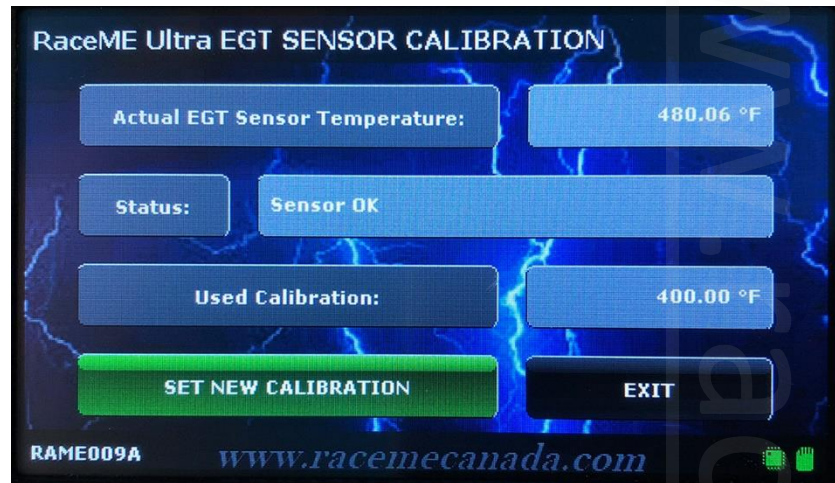 RaceME Ultra EGT SENSOR CALIBRATION
Actual EGT Sensor Temperature: 480.06 °F
Status: Sensor OK
Used Calibration: 400.00 °F
SET NEW CALIBRATION EXIT
RAME009A www.racemecanada.com